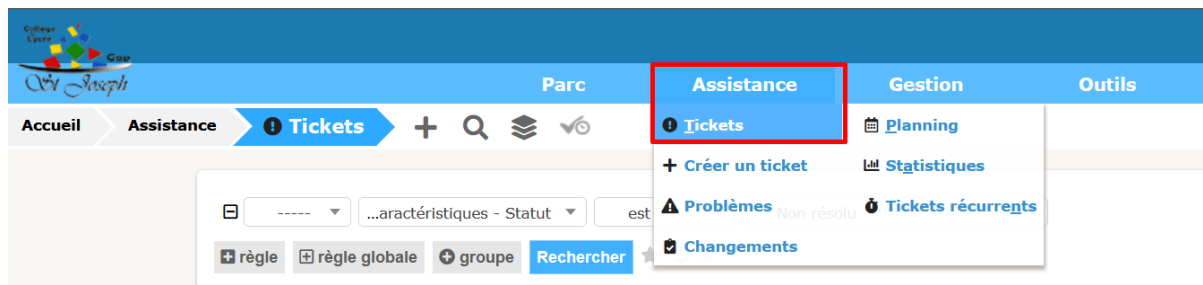 Collège
Lycée
Gap
St Joseph
Parc Assistance Gestion Outils
Accueil Assistance Tickets
Tickets Planning
Créer un ticket Statistiques
Problèmes Tickets récurrents
Changements
----- ...aractéristiques - Statut est Non résolu
règle règle globale groupe Rechercher